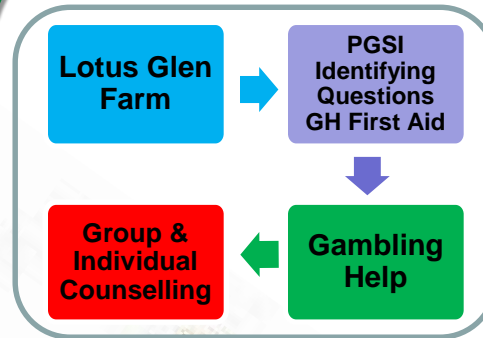 Lotus Glen
Farm
PGSI
Identifying
Questions
GH First Aid
Gambling
Help
Group &
Individual
Counselling